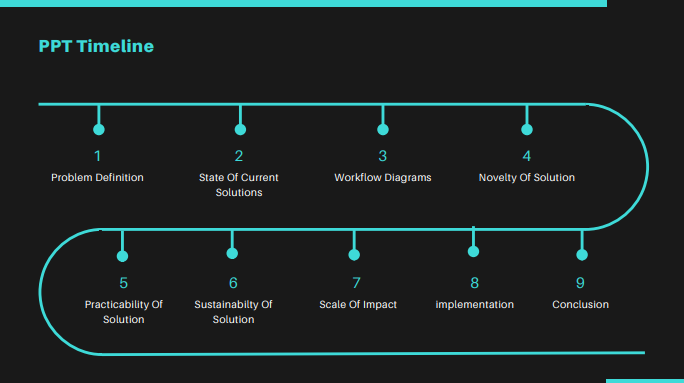 PPT Timeline
1
2
3
4
Problem Definition
State Of Current
Solutions
Workflow Diagrams
Novelty Of Solution
5
6
7
8
9
Practicability Of
Solution
Sustainabilty Of
Solution
Scale Of Impact
implementation
Conclusion